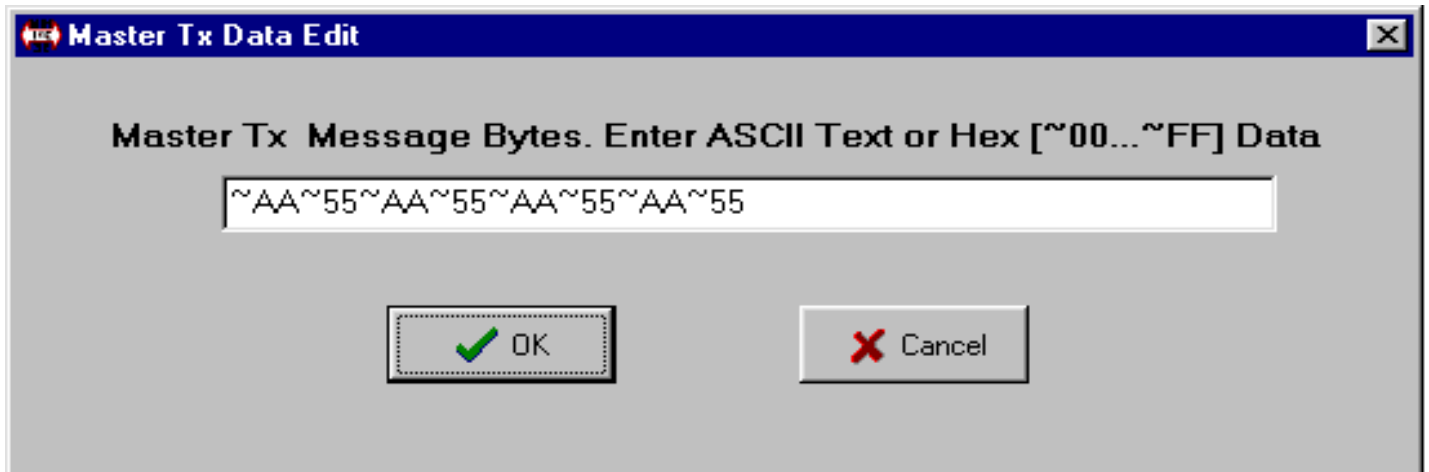 Master Tx Data Edit
Master Tx  Message Bytes. Enter ASCII Text or Hex [~00...~FF] Data
~AA~55~AA~55~AA~55~AA~55
OK
Cancel